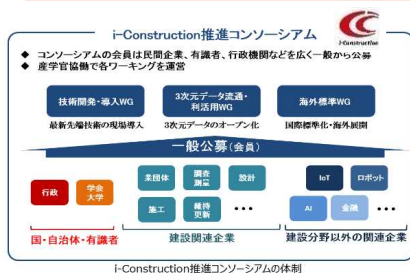 i-Construction推進コンソーシアム
i-Construction
◆ コンソーシアムの会員は民間企業、有識者、行政機関などを広く一般から公募
◆ 産学官協働で各ワーキングを運営
技術開発・導入WG
3次元データ流通・
利活用WG
海外標準WG
最新先端技術の現場導入
3次元データのオープン化
国際標準化・海外展開
一般公募(会員)
行政
学会
大学
業団体
調査
測量
設計
施工
維持
更新
•••
IoT
ロボット
AI
金融
•••
国・自治体・有識者
建設関連企業
建設分野以外の関連企業
i-Construction推進コンソーシアムの体制